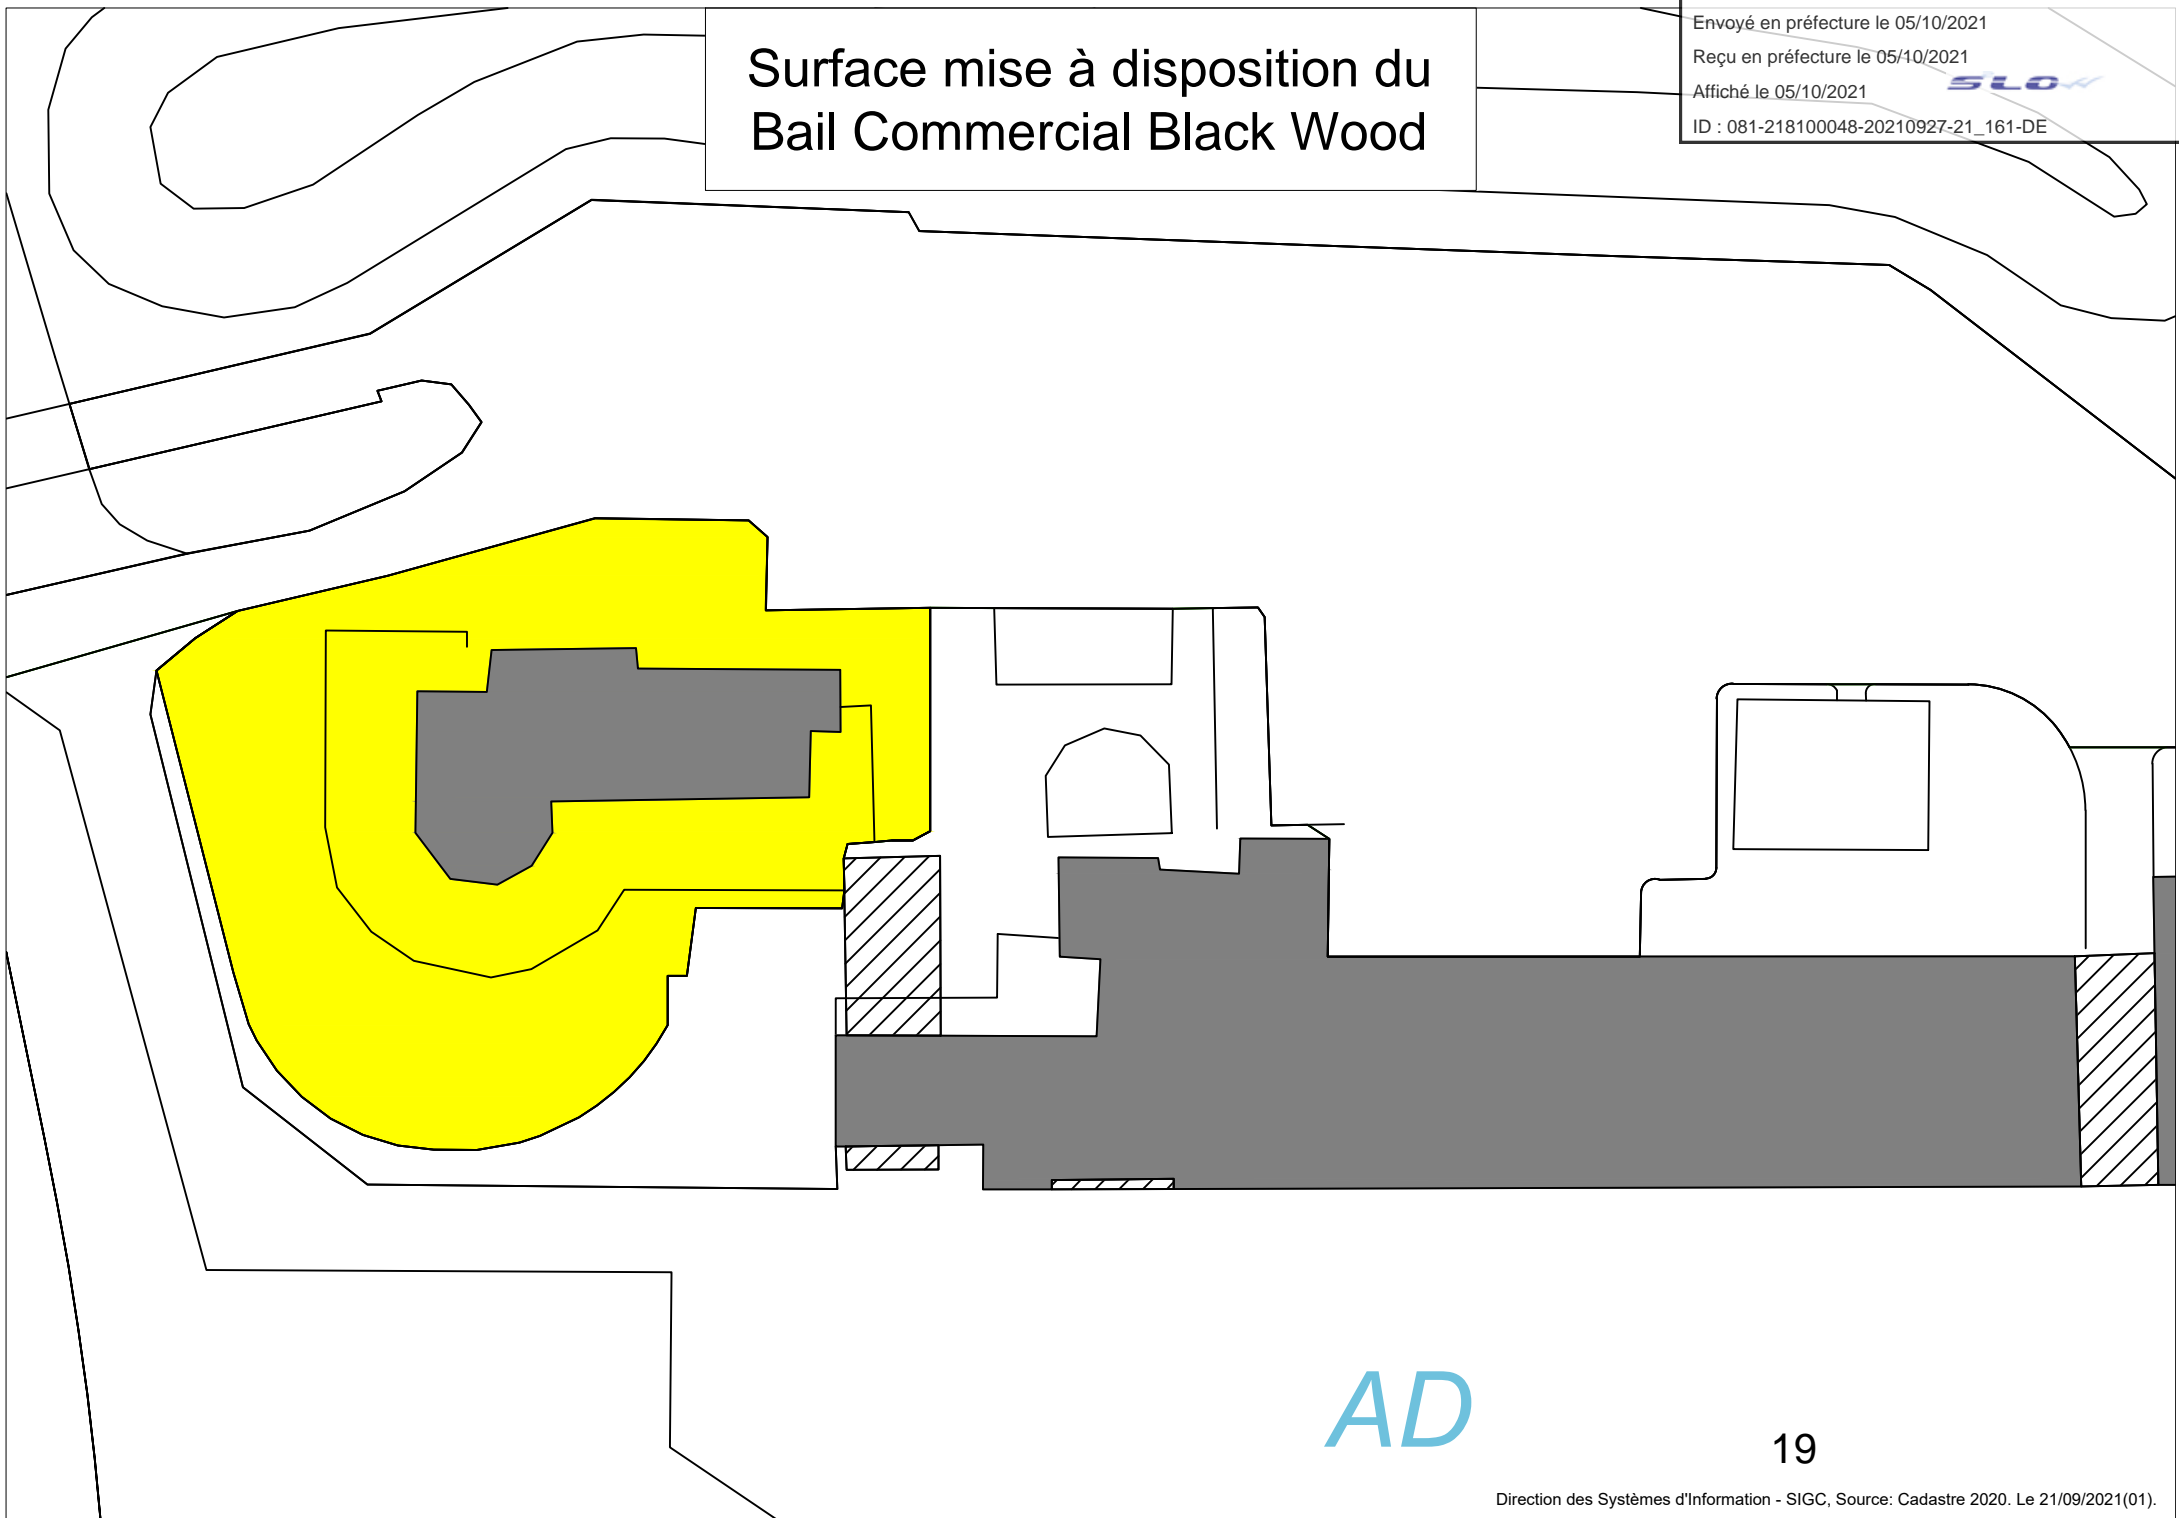 Surface mise à disposition du
Bail Commercial Black Wood
Envoyé en préfecture le 05/10/2021
Reçu en préfecture le 05/10/2021
Affiché le 05/10/2021
SLOW
ID : 081-218100048-20210927-21_161-DE
AD
19
Direction des Systèmes d'Information - SIGC, Source: Cadastre 2020. Le 21/09/2021(01).